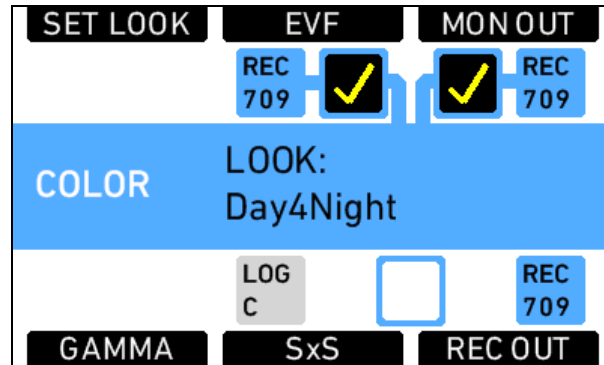 SET LOOK
EVF
MON OUT
REC
709
REC
709
COLOR
LOOK:
Day4Night
LOG
C
REC
709
GAMMA
SxS
REC OUT